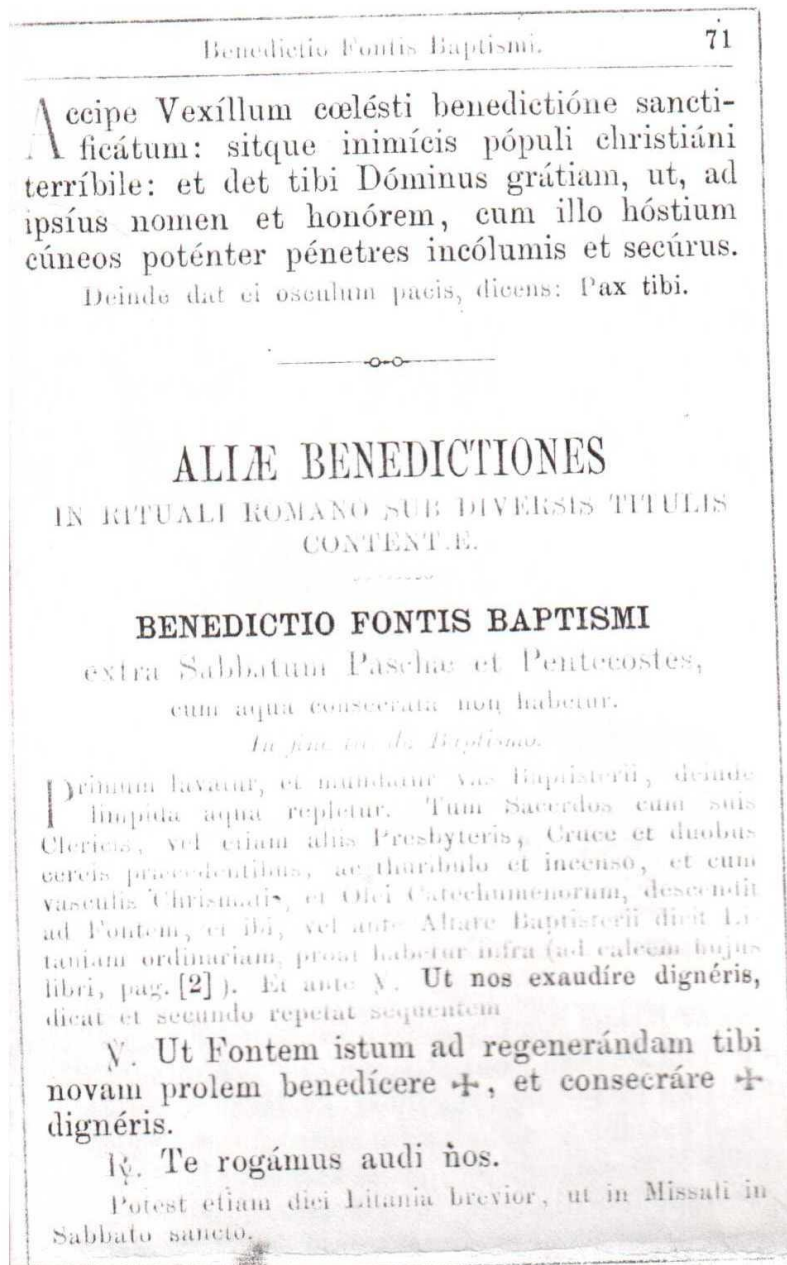 Benedictio Fontis Baptismi. 71
Accipe Vexíllum cœlésti benedictióne sancti-
ficátum: sitque inimícis pópuli christiáni
terríbile: et det tibi Dóminus grátiam, ut, ad
ipsíus nomen et honórem, cum illo hóstium
cúneos poténter pénetres incólumis et secúrus.
Deinde dat ei osculum pacis, dicens: Pax tibi.
ALIÆ BENEDICTIONES
IN RITUALI ROMANO SUB DIVERSIS TITULIS
CONTENTÆ.
BENEDICTIO FONTIS BAPTISMI
extra Sabbatum Paschæ et Pentecostes,
cum aqua consecrata non habetur.
In fine tit. de Baptismo.
Primum lavatur, et mundatur vas Baptisterii, deinde
limpida aqua repletur. Tum Sacerdos cum suis
Clericis, vel etiam aliis Presbyteris, Cruce et duobus
cereis præcedentibus, ac thuribulo et incenso, et cum
vasculis Chrismatis, et Olei Catechumenorum, descendit
ad Fontem, et ibi, vel ante Altare Baptisterii dicit Li-
taniam ordinariam, prout habetur infra (ad calcem hujus
libri, pag. [2] ). Et ante ℣. Ut nos exaudíre dignéris,
dicat et secundo repetat sequentem
℣. Ut Fontem istum ad regenerándam tibi
novam prolem benedícere ✠, et consecráre ✠
dignéris.
℟. Te rogámus audi nos.
Potest etiam dici Litania brevior, ut in Missali in
Sabbato sancto.